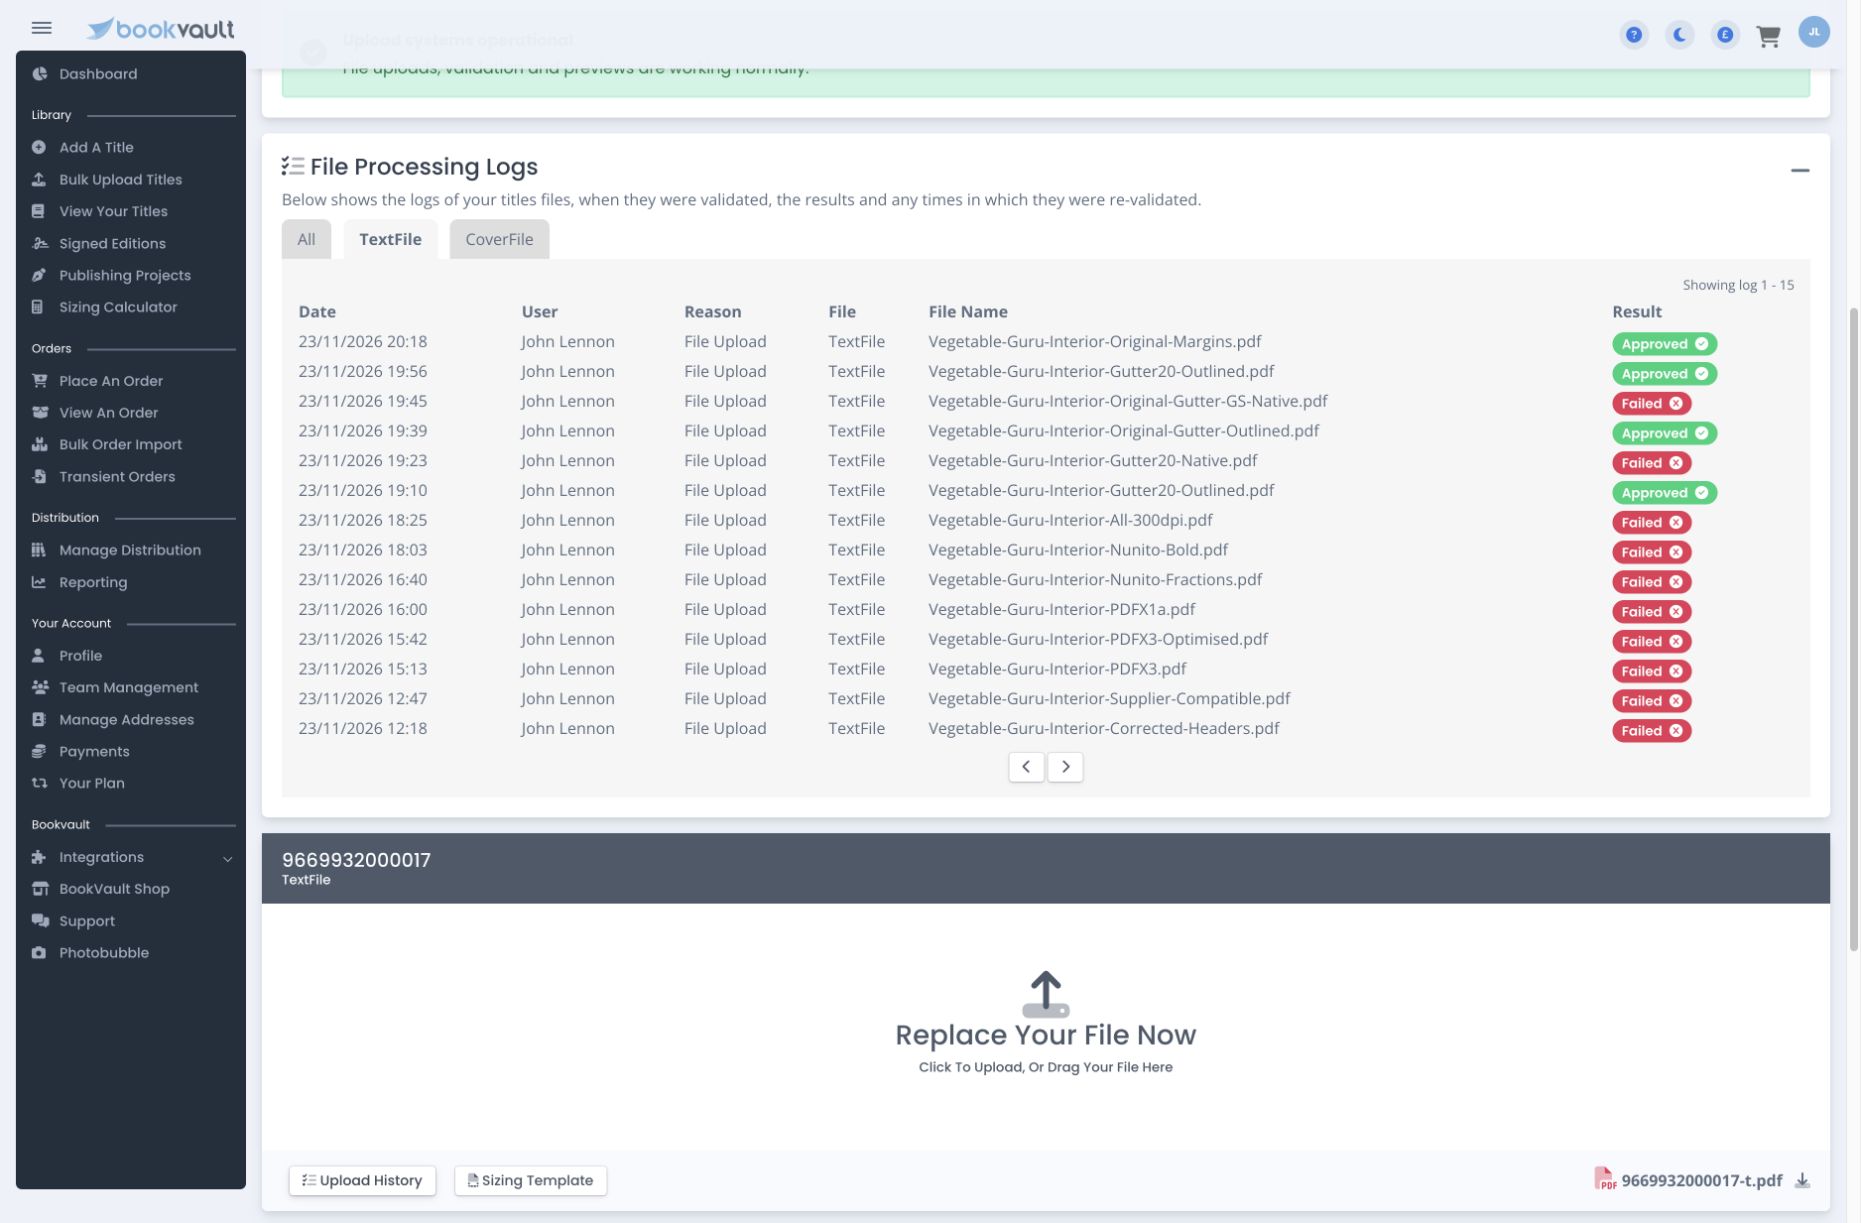 bookvault
Upload systems operational
File uploads, validation and previews are working normally.
JL
Dashboard
Library
Add A Title
Bulk Upload Titles
View Your Titles
Signed Editions
Publishing Projects
Sizing Calculator
Orders
Place An Order
View An Order
Bulk Order Import
Transient Orders
Distribution
Manage Distribution
Reporting
Your Account
Profile
Team Management
Manage Addresses
Payments
Your Plan
Bookvault
Integrations
BookVault Shop
Support
Photobubble
File Processing Logs
Below shows the logs of your titles files, when they were validated, the results and any times in which they were re-validated.
All TextFile CoverFile
Showing log 1 - 15
Date User Reason File File Name Result
23/11/2026 20:18 John Lennon File Upload TextFile Vegetable-Guru-Interior-Original-Margins.pdf Approved
23/11/2026 19:56 John Lennon File Upload TextFile Vegetable-Guru-Interior-Gutter20-Outlined.pdf Approved
23/11/2026 19:45 John Lennon File Upload TextFile Vegetable-Guru-Interior-Original-Gutter-GS-Native.pdf Failed
23/11/2026 19:39 John Lennon File Upload TextFile Vegetable-Guru-Interior-Original-Gutter-Outlined.pdf Approved
23/11/2026 19:23 John Lennon File Upload TextFile Vegetable-Guru-Interior-Gutter20-Native.pdf Failed
23/11/2026 19:10 John Lennon File Upload TextFile Vegetable-Guru-Interior-Gutter20-Outlined.pdf Approved
23/11/2026 18:25 John Lennon File Upload TextFile Vegetable-Guru-Interior-All-300dpi.pdf Failed
23/11/2026 18:03 John Lennon File Upload TextFile Vegetable-Guru-Interior-Nunito-Bold.pdf Failed
23/11/2026 16:40 John Lennon File Upload TextFile Vegetable-Guru-Interior-Nunito-Fractions.pdf Failed
23/11/2026 16:00 John Lennon File Upload TextFile Vegetable-Guru-Interior-PDFX1a.pdf Failed
23/11/2026 15:42 John Lennon File Upload TextFile Vegetable-Guru-Interior-PDFX3-Optimised.pdf Failed
23/11/2026 15:13 John Lennon File Upload TextFile Vegetable-Guru-Interior-PDFX3.pdf Failed
23/11/2026 12:47 John Lennon File Upload TextFile Vegetable-Guru-Interior-Supplier-Compatible.pdf Failed
23/11/2026 12:18 John Lennon File Upload TextFile Vegetable-Guru-Interior-Corrected-Headers.pdf Failed
9669932000017
TextFile
Replace Your File Now
Click To Upload, Or Drag Your File Here
Upload History Sizing Template PDF 9669932000017-t.pdf